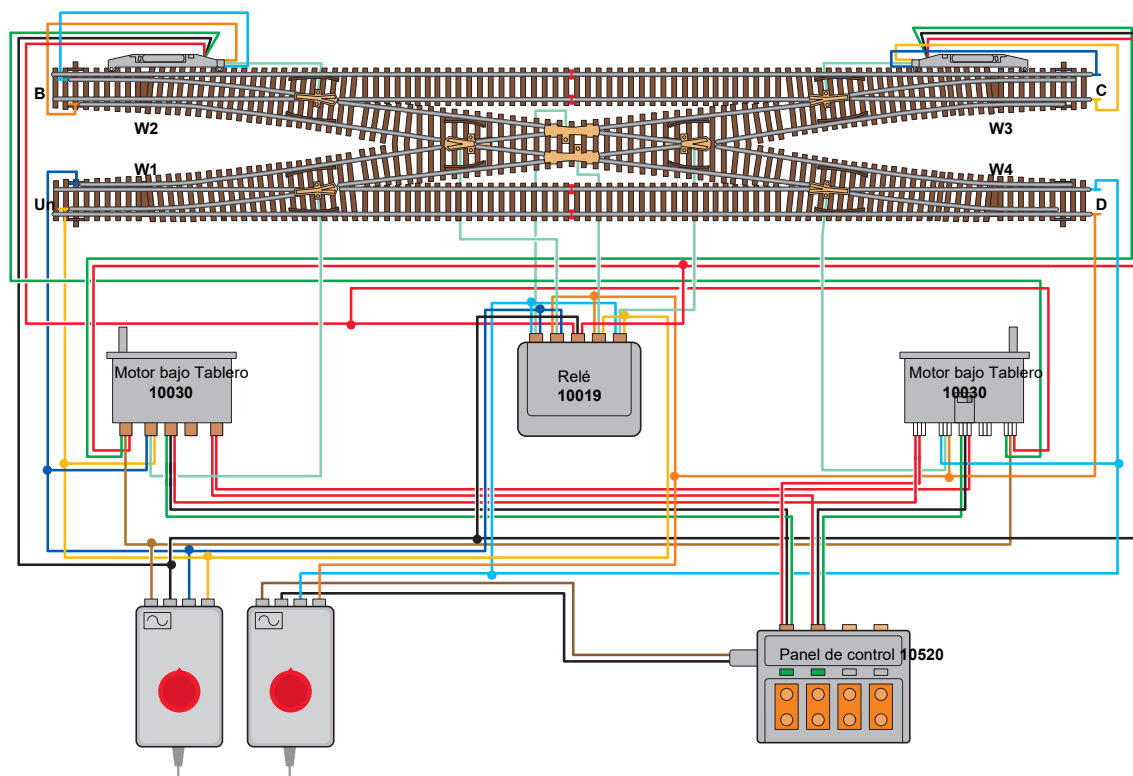 B
C
W2
W3
W1
W4
Un
D
Motor bajo Tablero
10030
Relé
10019
Motor bajo Tablero
10030
Panel de control 10520